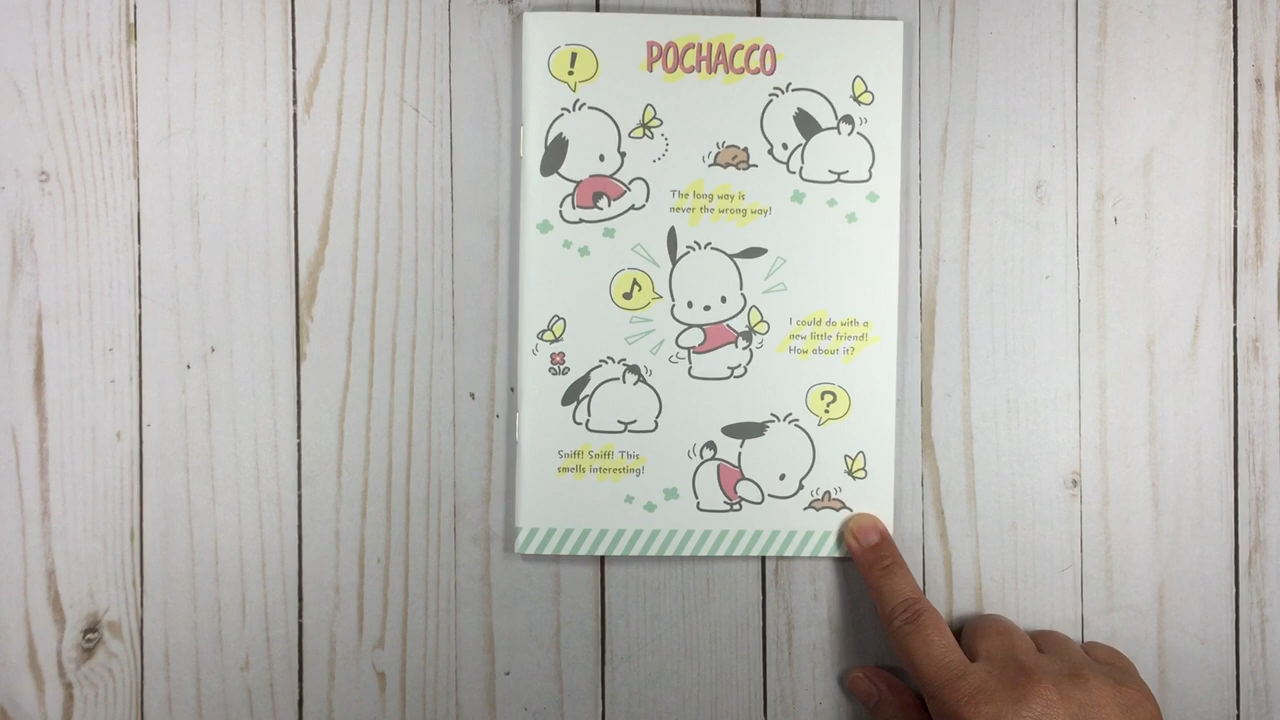 !
POCHACCO
The long way is
never the wrong way!
I could do with a
new little friend!
How about it?
?
Sniff! Sniff! This
smells interesting!